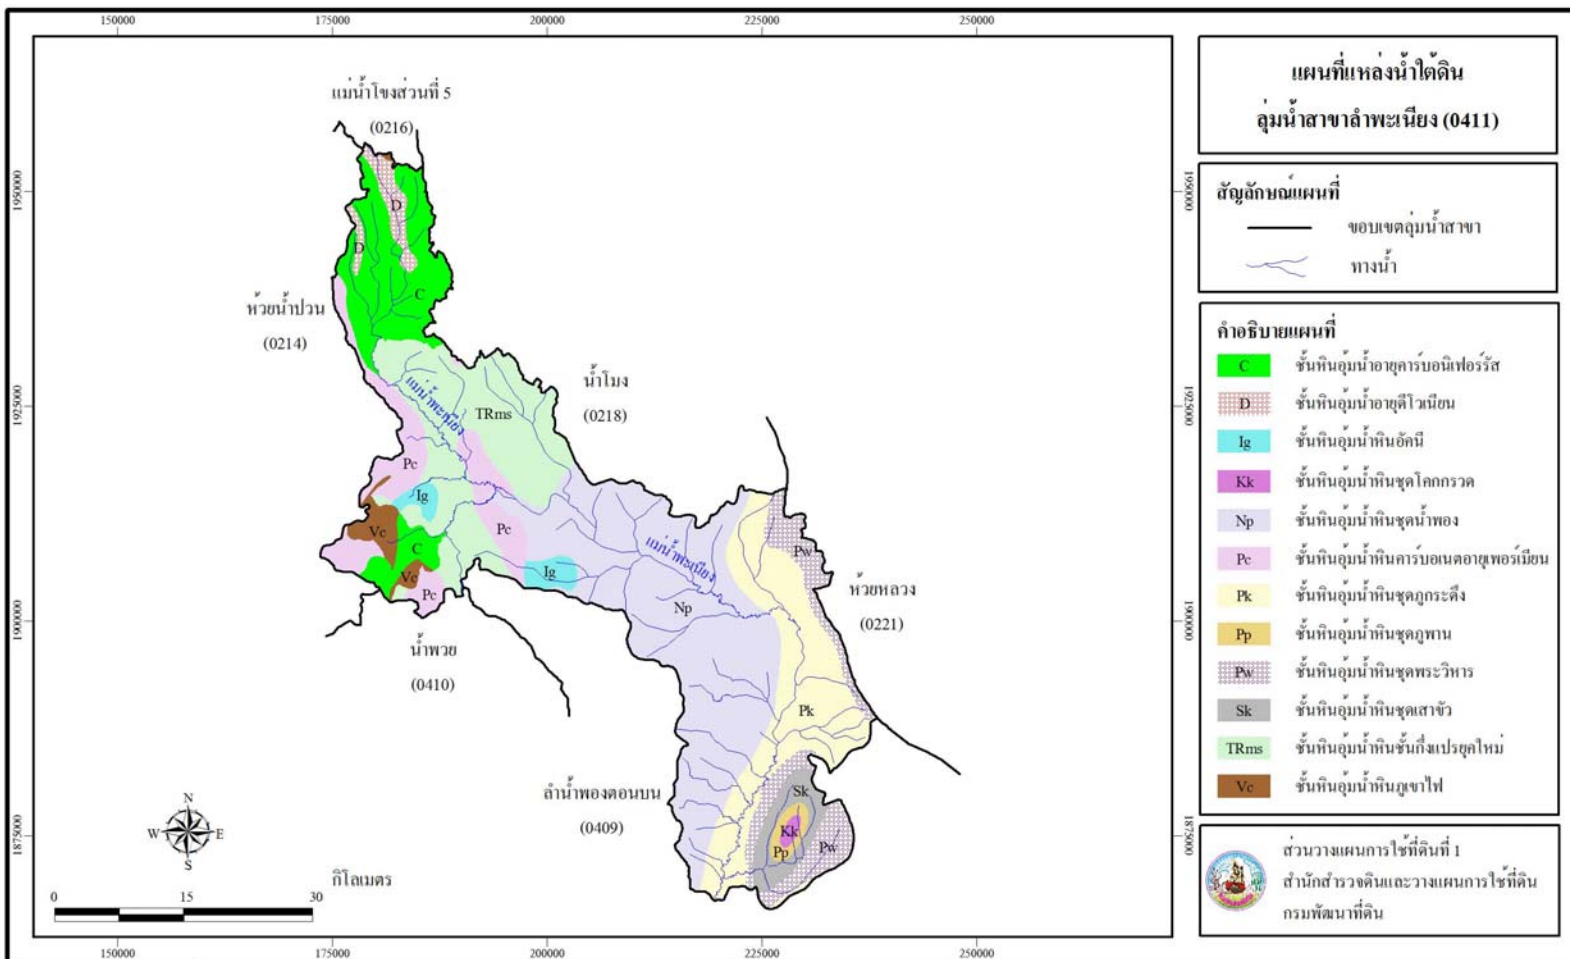 150000
175000
200000
225000
250000
แผนที่แหล่งน้ำใต้ดิน
ลุ่มน้ำสาขาลำพะเนียง (0411)
สัญลักษณ์แผนที่
ขอบเขตลุ่มน้ำสาขา
ทางน้ำ
คำอธิบายแผนที่
C ชั้นหินอุ้มน้ำอายุคาร์บอนิเฟอร์รัส
D ชั้นหินอุ้มน้ำอายุดีโวเนียน
Ig ชั้นหินอุ้มน้ำหินอัคนี
Kk ชั้นหินอุ้มน้ำหินชุดโคกกรวด
Np ชั้นหินอุ้มน้ำหินชุดน้ำพอง
Pc ชั้นหินอุ้มน้ำหินคาร์บอเนตอายุเพอร์เมียน
Pk ชั้นหินอุ้มน้ำหินชุดภูกระดึง
Pp ชั้นหินอุ้มน้ำหินชุดภูพาน
Pw ชั้นหินอุ้มน้ำหินชุดพระวิหาร
Sk ชั้นหินอุ้มน้ำหินชุดเสาขัว
TRms ชั้นหินอุ้มน้ำหินชั้นกึ่งแปรยุคใหม่
Vc ชั้นหินอุ้มน้ำหินภูเขาไฟ
ส่วนวางแผนการใช้ที่ดินที่ 1
สำนักสำรวจดินและวางแผนการใช้ที่ดิน
กรมพัฒนาที่ดิน
แม่น้ำโขงส่วนที่ 5
(0216)
D
D
C
ห้วยน้ำปวน
(0214)
น้ำโมง
(0218)
แม่น้ำพะเนียง
TRms
Pc
Ig
Vc
C
Vc
Pc
Pc
Ig
แม่น้ำพะเนียง
Np
Pw
ห้วยหลวง
(0221)
น้ำพวย
(0410)
Pk
ลำน้ำพองตอนบน
(0409)
Sk
Kk
Pp
Pw
N
W
E
S
กิโลเมตร
0
15
30
1950000
1925000
1900000
1875000
1950000
1925000
1900000
1875000
150000
175000
200000
225000
250000